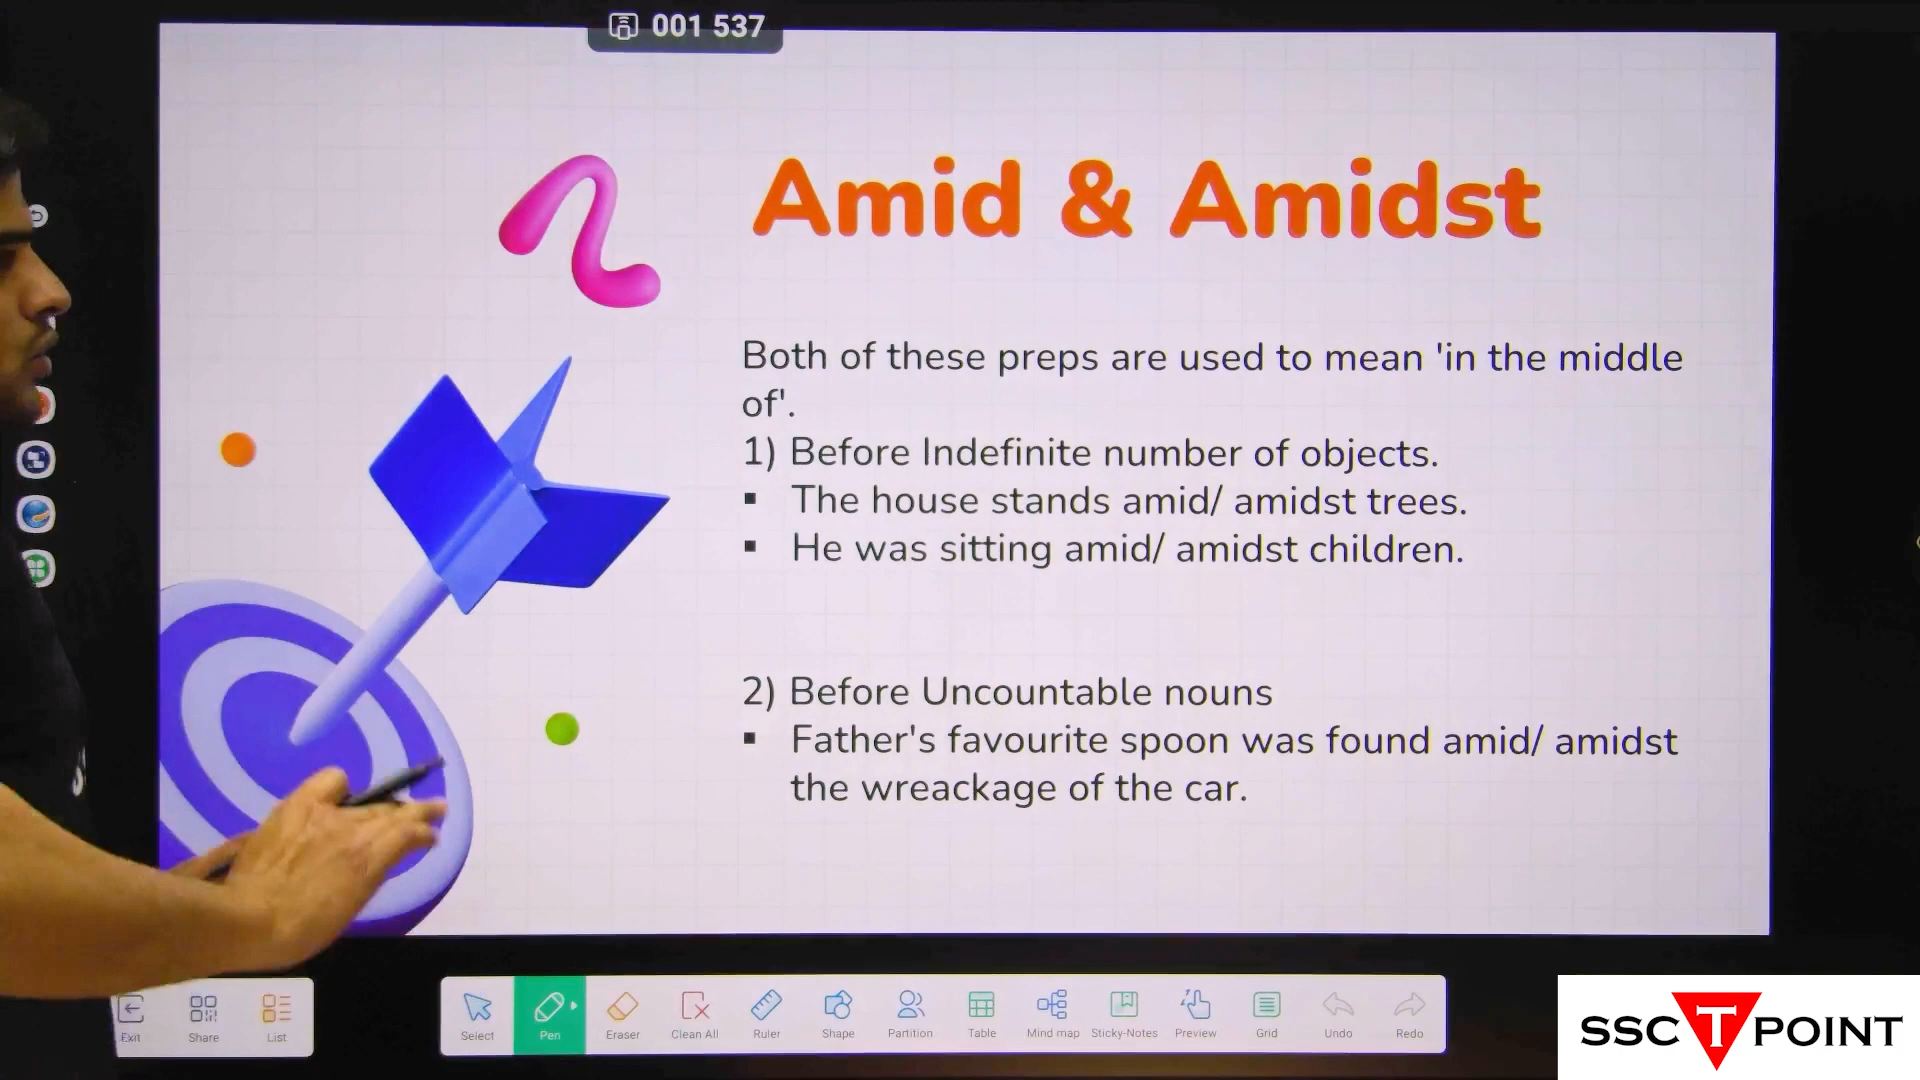 001 537
Amid & Amidst
Both of these preps are used to mean 'in the middle
of'.
1) Before Indefinite number of objects.
▪ The house stands amid/ amidst trees.
▪ He was sitting amid/ amidst children.
2) Before Uncountable nouns
▪ Father's favourite spoon was found amid/ amidst
the wreackage of the car.
Exit Share List Select Pen Eraser Clean All Ruler Shape Partition Table Mind map Sticky-Notes Preview Grid Undo Redo
SSC T POINT